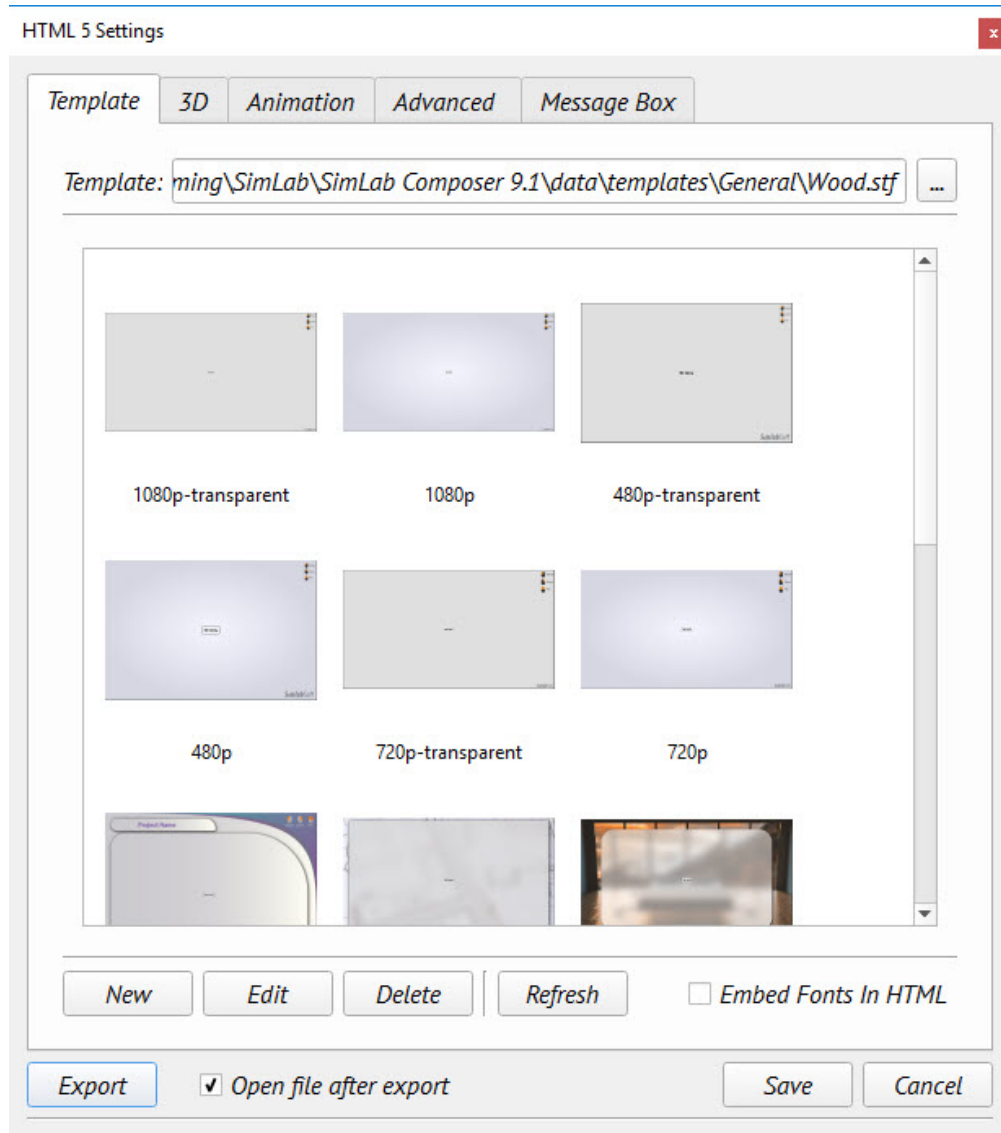 HTML 5 Settings
x
Template 3D Animation Advanced Message Box
Template: ming\SimLab\SimLab Composer 9.1\data\templates\General\Wood.stf ...
1080p-transparent 1080p 480p-transparent
480p 720p-transparent 720p
Project Name
New Edit Delete Refresh Embed Fonts In HTML
Export Open file after export Save Cancel